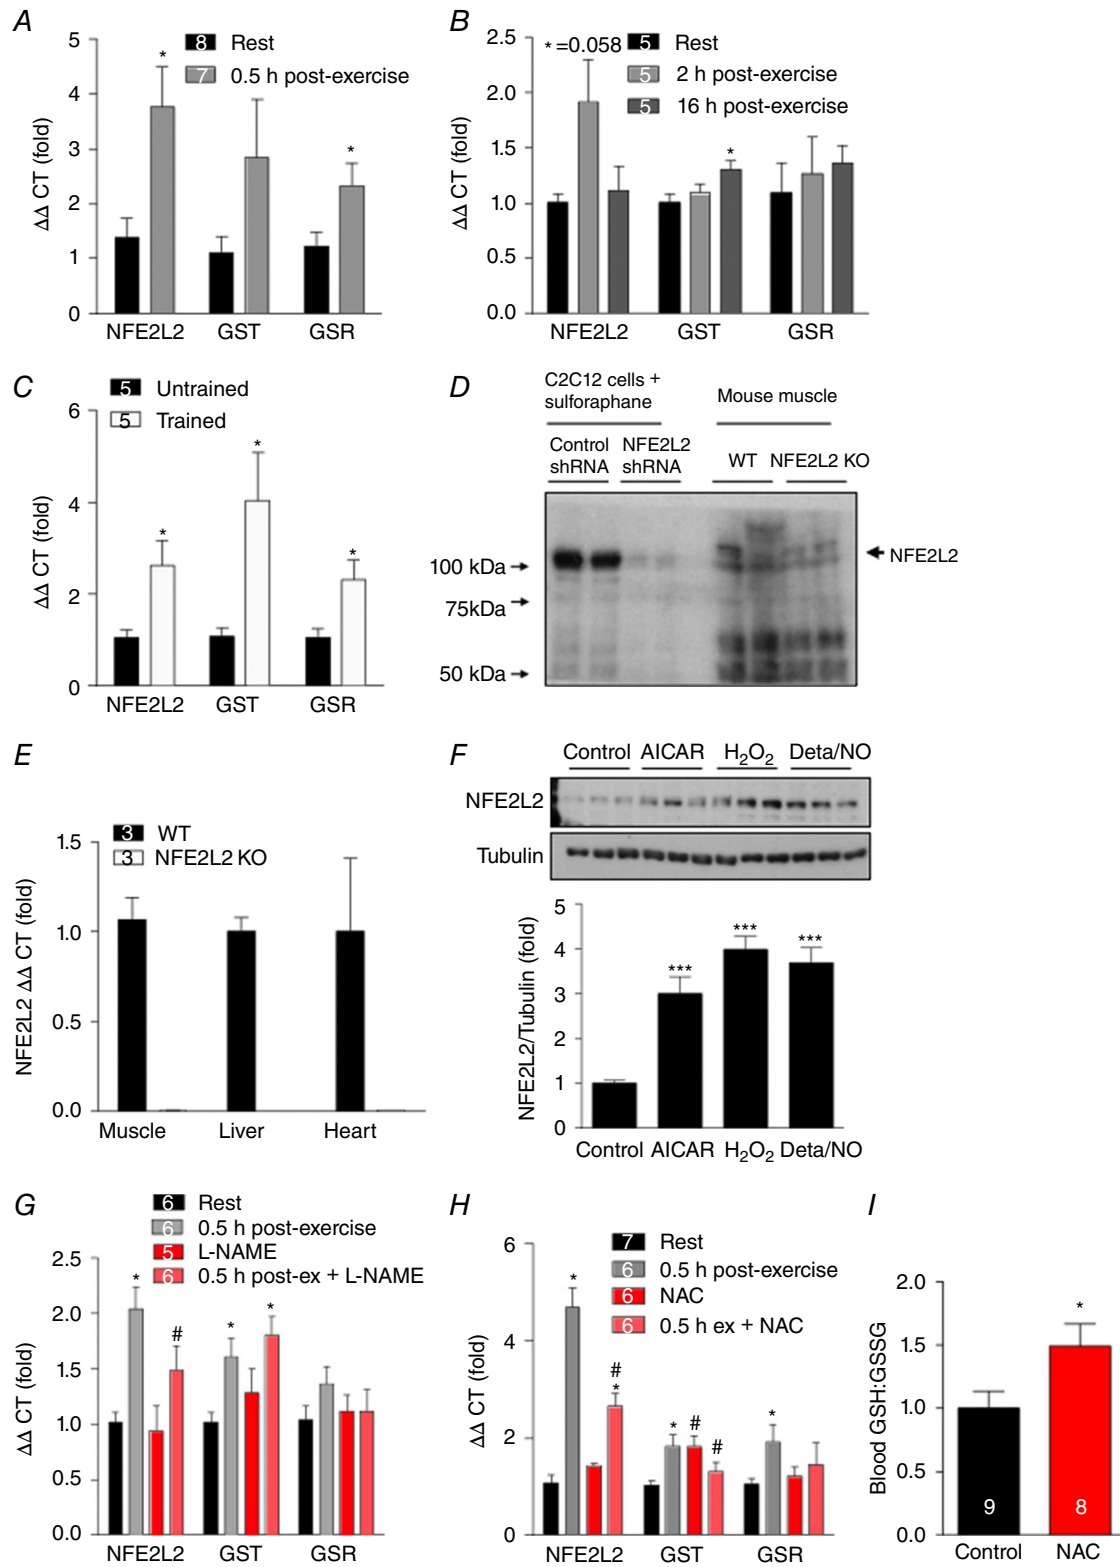 A
5
4
3
2
1
0
ΔΔ CT (fold)
8 Rest
7 0.5 h post-exercise
*
*
NFE2L2 GST GSR
B
2.5
2.0
1.5
1.0
0.5
0.0
ΔΔ CT (fold)
* =0.058
5 Rest
5 2 h post-exercise
5 16 h post-exercise
*
NFE2L2 GST GSR
C
5 Untrained
5 Trained
6
4
2
0
ΔΔ CT (fold)
*
*
*
NFE2L2 GST GSR
D
C2C12 cells +
sulforaphane
Mouse muscle
Control
shRNA
NFE2L2
shRNA
WT NFE2L2 KO
100 kDa
75kDa
50 kDa
NFE2L2
E
3 WT
3 NFE2L2 KO
1.5
1.0
0.5
0.0
NFE2L2 ΔΔ CT (fold)
Muscle Liver Heart
F
Control AICAR H₂O₂ Deta/NO
NFE2L2
Tubulin
5
4
3
2
1
0
NFE2L2/Tubulin (fold)
***
***
***
Control AICAR H₂O₂ Deta/NO
G
6 Rest
6 0.5 h post-exercise
5 L-NAME
6 0.5 h post-ex + L-NAME
2.5
2.0
1.5
1.0
0.5
0.0
ΔΔ CT (fold)
*
#
*
*
NFE2L2 GST GSR
H
7 Rest
6 0.5 h post-exercise
6 NAC
6 0.5 h ex + NAC
6
4
2
0
ΔΔ CT (fold)
*
#
*
*
#
#
*
NFE2L2 GST GSR
I
2.0
1.5
1.0
0.5
0.0
Blood GSH:GSSG
*
9
8
Control NAC